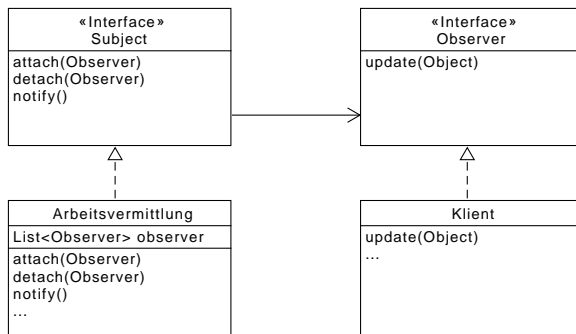 «Interface»
Subject
attach(Observer)
detach(Observer)
notify()
«Interface»
Observer
update(Object)
Arbeitsvermittlung
List<Observer> observer
attach(Observer)
detach(Observer)
notify()
...
Klient
update(Object)
...